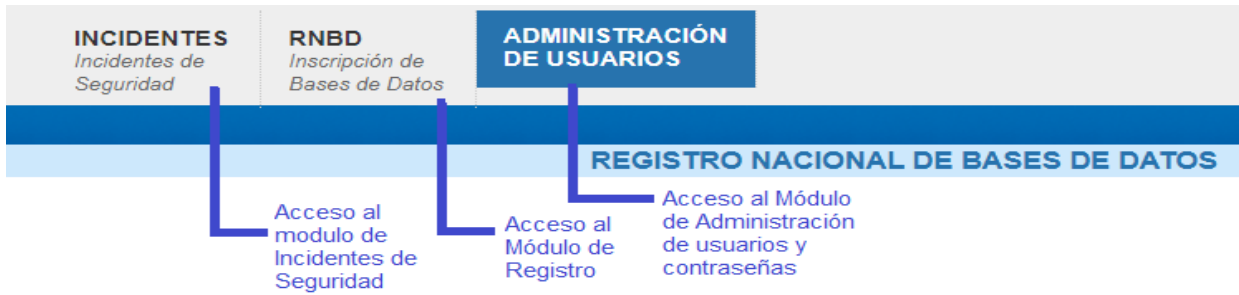 INCIDENTES
Incidentes de
Seguridad
RNBD
Inscripción de
Bases de Datos
ADMINISTRACIÓN
DE USUARIOS
REGISTRO NACIONAL DE BASES DE DATOS
Acceso al
modulo de
Incidentes de
Seguridad
Acceso al
Módulo de
Registro
Acceso al Módulo
de Administración
de usuarios y
contraseñas